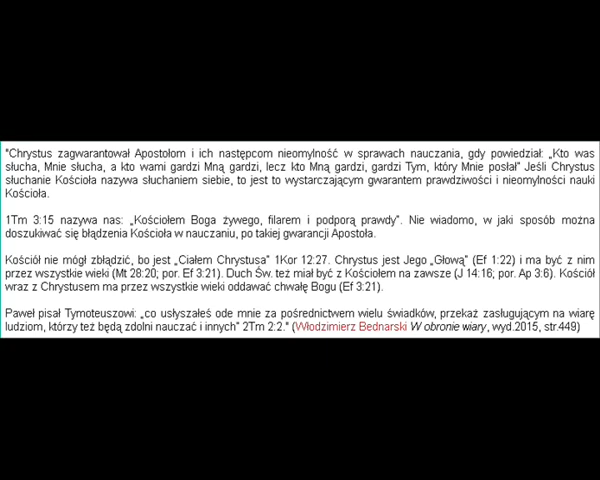 "Chrystus zagwarantował Apostołom i ich następcom nieomylność w sprawach nauczania, gdy powiedział: „Kto was
słucha, Mnie słucha, a kto wami gardzi Mną gardzi, lecz kto Mną gardzi, gardzi Tym, który Mnie posłał” Jeśli Chrystus
słuchanie Kościoła nazywa słuchaniem siebie, to jest to wystarczającym gwarantem prawdziwości i nieomylności nauki
Kościoła.
1Tm 3:15 nazywa nas: „Kościołem Boga żywego, filarem i podporą prawdy”. Nie wiadomo, w jaki sposób można
doszukiwać się błądzenia Kościoła w nauczaniu, po takiej gwarancji Apostoła.
Kościół nie mógł zbłądzić, bo jest „Ciałem Chrystusa” 1Kor 12:27. Chrystus jest Jego „Głową” (Ef 1:22) i ma być z nim
przez wszystkie wieki (Mt 28:20; por. Ef 3:21). Duch Św. też miał być z Kościołem na zawsze (J 14:16; por. Ap 3:6). Kościół
wraz z Chrystusem ma przez wszystkie wieki oddawać chwałę Bogu (Ef 3:21).
Paweł pisał Tymoteuszowi: „co usłyszałeś ode mnie za pośrednictwem wielu świadków, przekaż zasługującym na wiarę
ludziom, którzy też będą zdolni nauczać i innych” 2Tm 2:2." (Włodzimierz Bednarski W obronie wiary, wyd.2015, str.449)